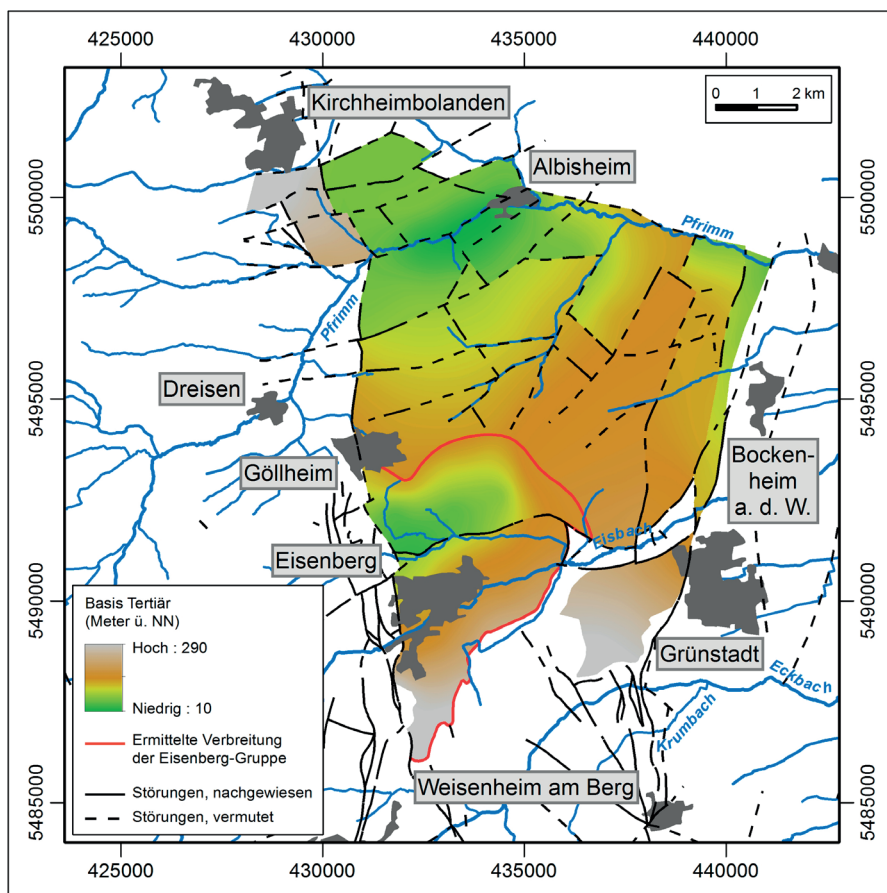 425000 430000 435000 440000
0 1 2 km
Kirchheimbolanden
Albisheim
5500000
5500000
Pfrimm
Pfrimm
Dreisen
5495000
5495000
Göllheim
Bocken-
heim
a. d. W.
Eisbach
Eisenberg
5490000
5490000
Basis Tertiär
(Meter ü. NN)
Hoch : 290
Niedrig : 10
Ermittelte Verbreitung
der Eisenberg-Gruppe
Störungen, nachgewiesen
Störungen, vermutet
Grünstadt
Eckbach
Krumbach
Weisenheim am Berg
5485000
5485000
425000 430000 435000 440000